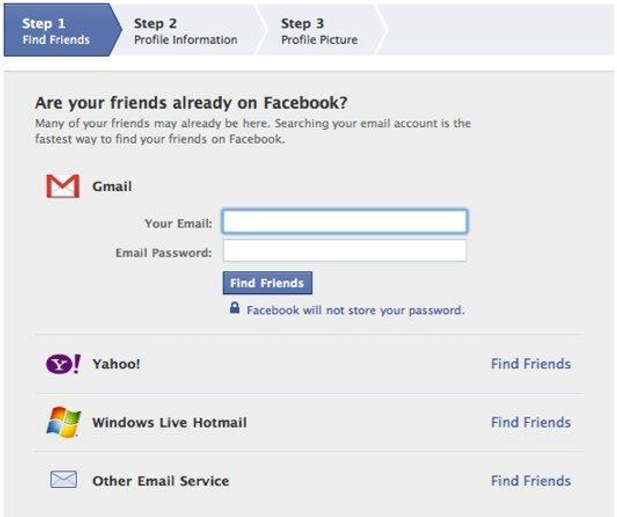 Step 1
Find Friends
Step 2
Profile Information
Step 3
Profile Picture
Are your friends already on Facebook?
Many of your friends may already be here. Searching your email account is the
fastest way to find your friends on Facebook.
Gmail
Your Email:
Email Password:
Find Friends
Facebook will not store your password.
Y!
Yahoo!
Find Friends
Windows Live Hotmail
Find Friends
Other Email Service
Find Friends